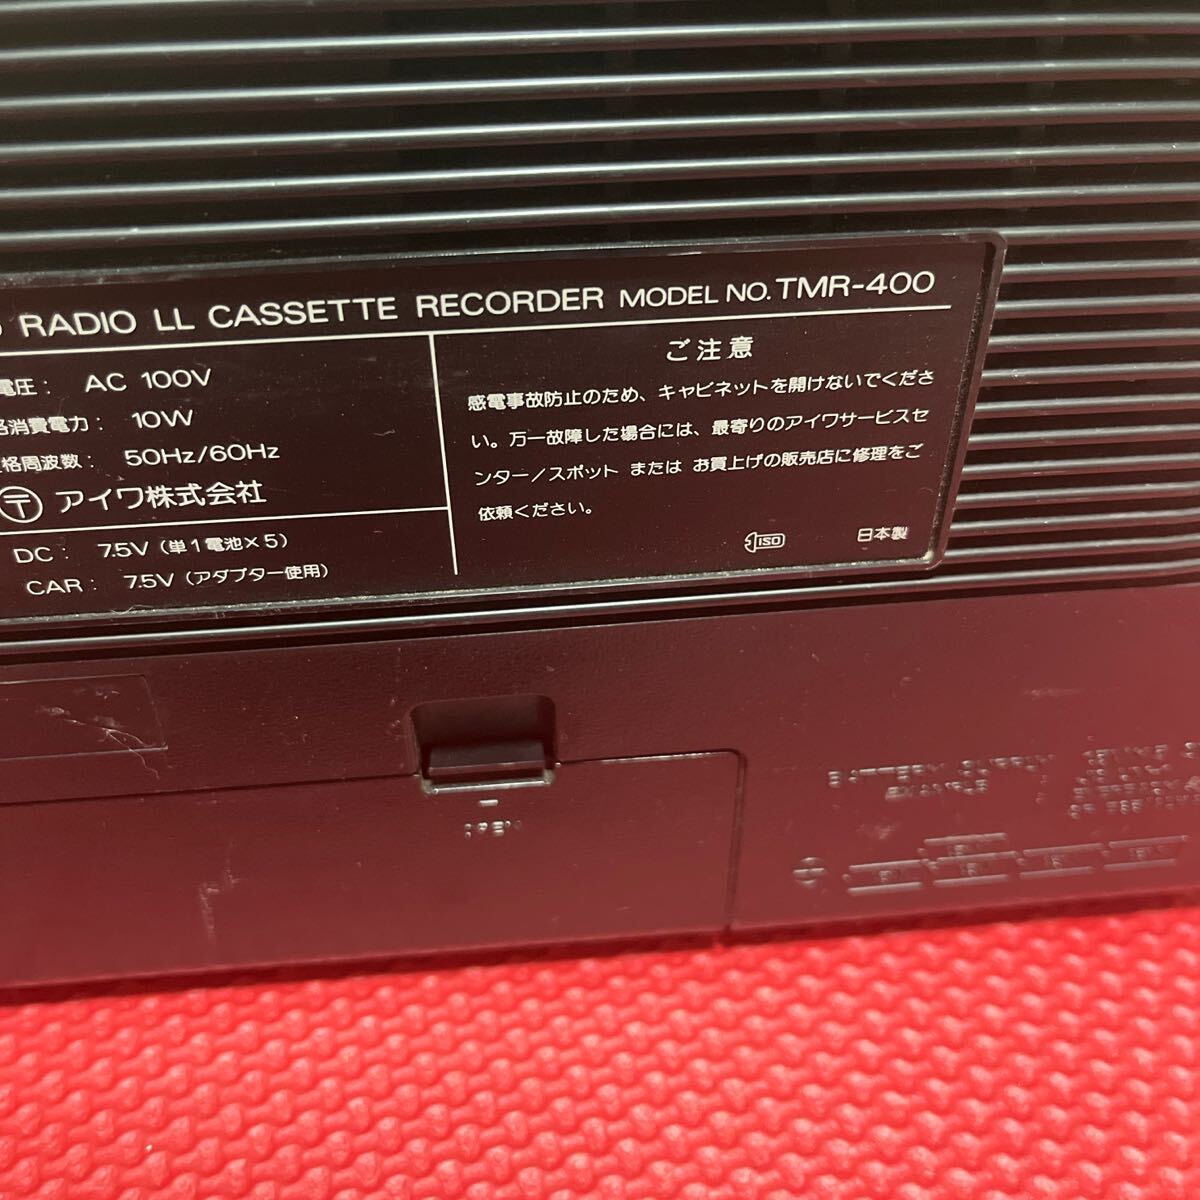 RADIO LL CASSETTE RECORDER MODEL NO. TMR-400
電圧: AC 100V
消費電力: 10W
格周波数: 50Hz/60Hz
〒 アイワ株式会社
DC: 7.5V (単1電池×5)
CAR: 7.5V (アダプター使用)
ご注意
感電事故防止のため、キャビネットを開けないでくださ
い。万一故障した場合には、最寄りのアイワサービスセ
ンター/スポット または お買上げの販売店に修理をご
依頼ください。
ISO 日本製
OPEN
BATTERY SUPPLY